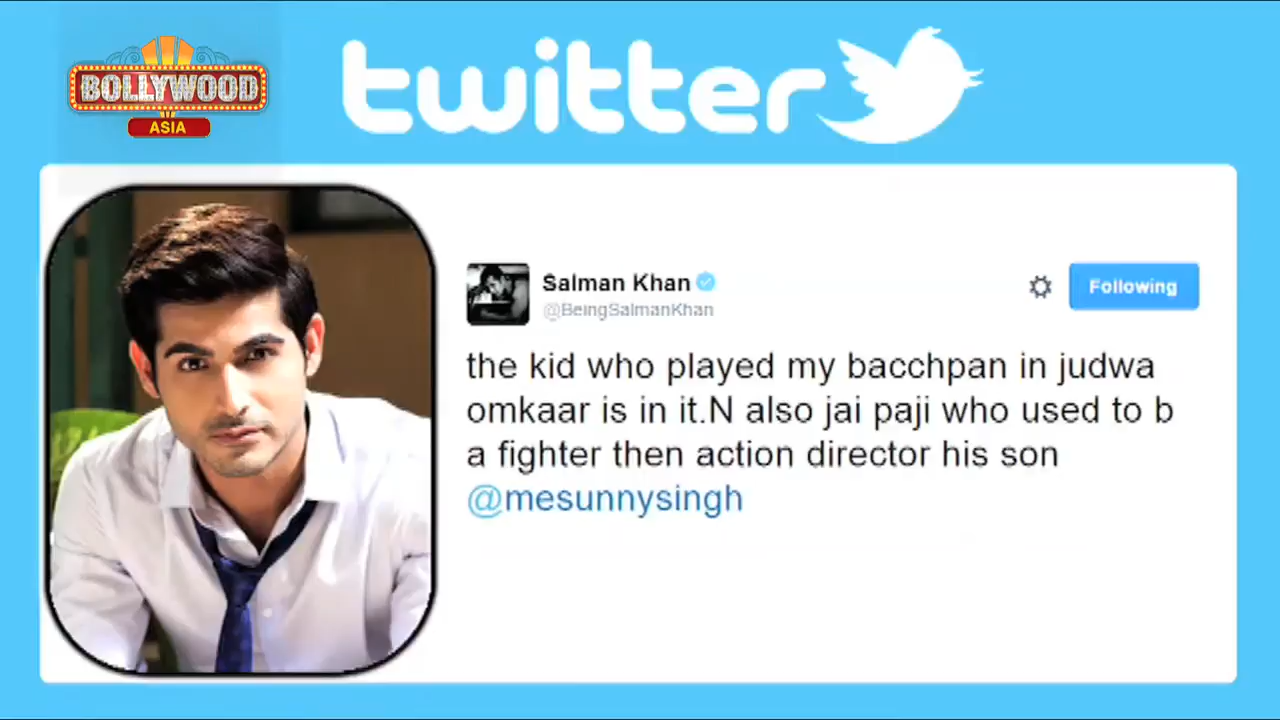 BOLLYWOOD
ASIA
twitter
Salman Khan
@BeingSalmanKhan
Following
the kid who played my bacchpan in judwa
omkaar is in it.N also jai paji who used to b
a fighter then action director his son
@mesunnysingh